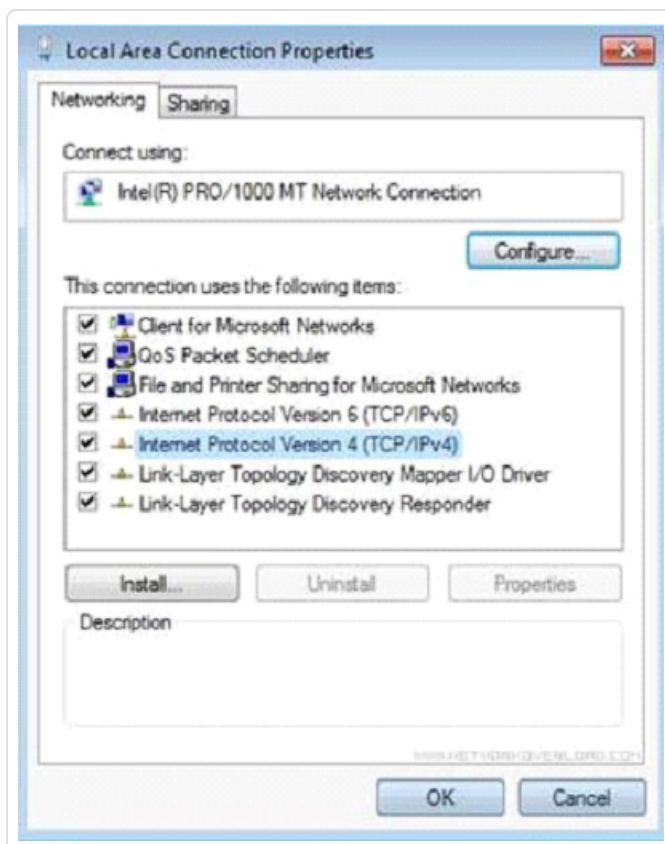 Local Area Connection Properties
Networking Sharing
Connect using:
Intel(R) PRO/1000 MT Network Connection
Configure...
This connection uses the following items:
Client for Microsoft Networks
QoS Packet Scheduler
File and Printer Sharing for Microsoft Networks
Internet Protocol Version 6 (TCP/IPv6)
Internet Protocol Version 4 (TCP/IPv4)
Link-Layer Topology Discovery Mapper I/O Driver
Link-Layer Topology Discovery Responder
Install... Uninstall Properties
Description
OK Cancel